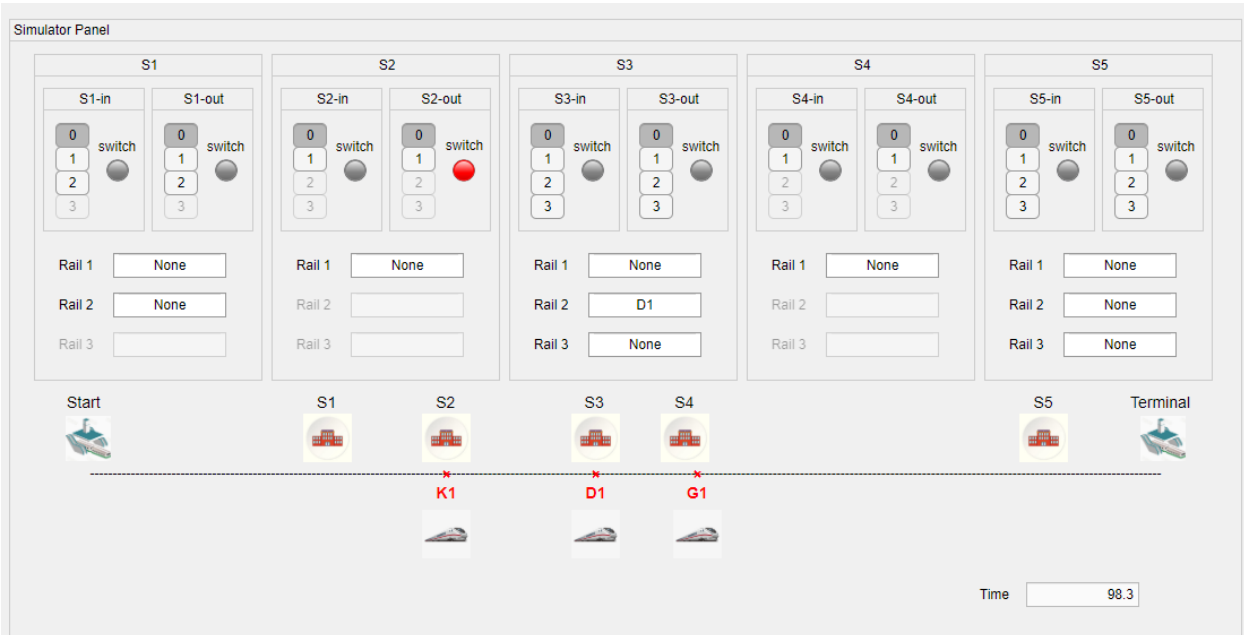 Simulator Panel
S1 S2 S3 S4 S5
S1-in S1-out S2-in S2-out S3-in S3-out S4-in S4-out S5-in S5-out
0 0 0 0 0 0 0 0 0 0
switch switch switch switch switch switch switch switch switch switch
1 1 1 1 1 1 1 1 1 1
2 2 2 2 2 2 2 2 2 2
3 3 3 3 3 3 3 3 3 3
Rail 1 None Rail 1 None Rail 1 None Rail 1 None Rail 1 None
Rail 2 None Rail 2 Rail 2 D1 Rail 2 Rail 2 None
Rail 3 Rail 3 Rail 3 None Rail 3 Rail 3 None
Start S1 S2 S3 S4 S5 Terminal
K1 D1 G1
Time 98.3